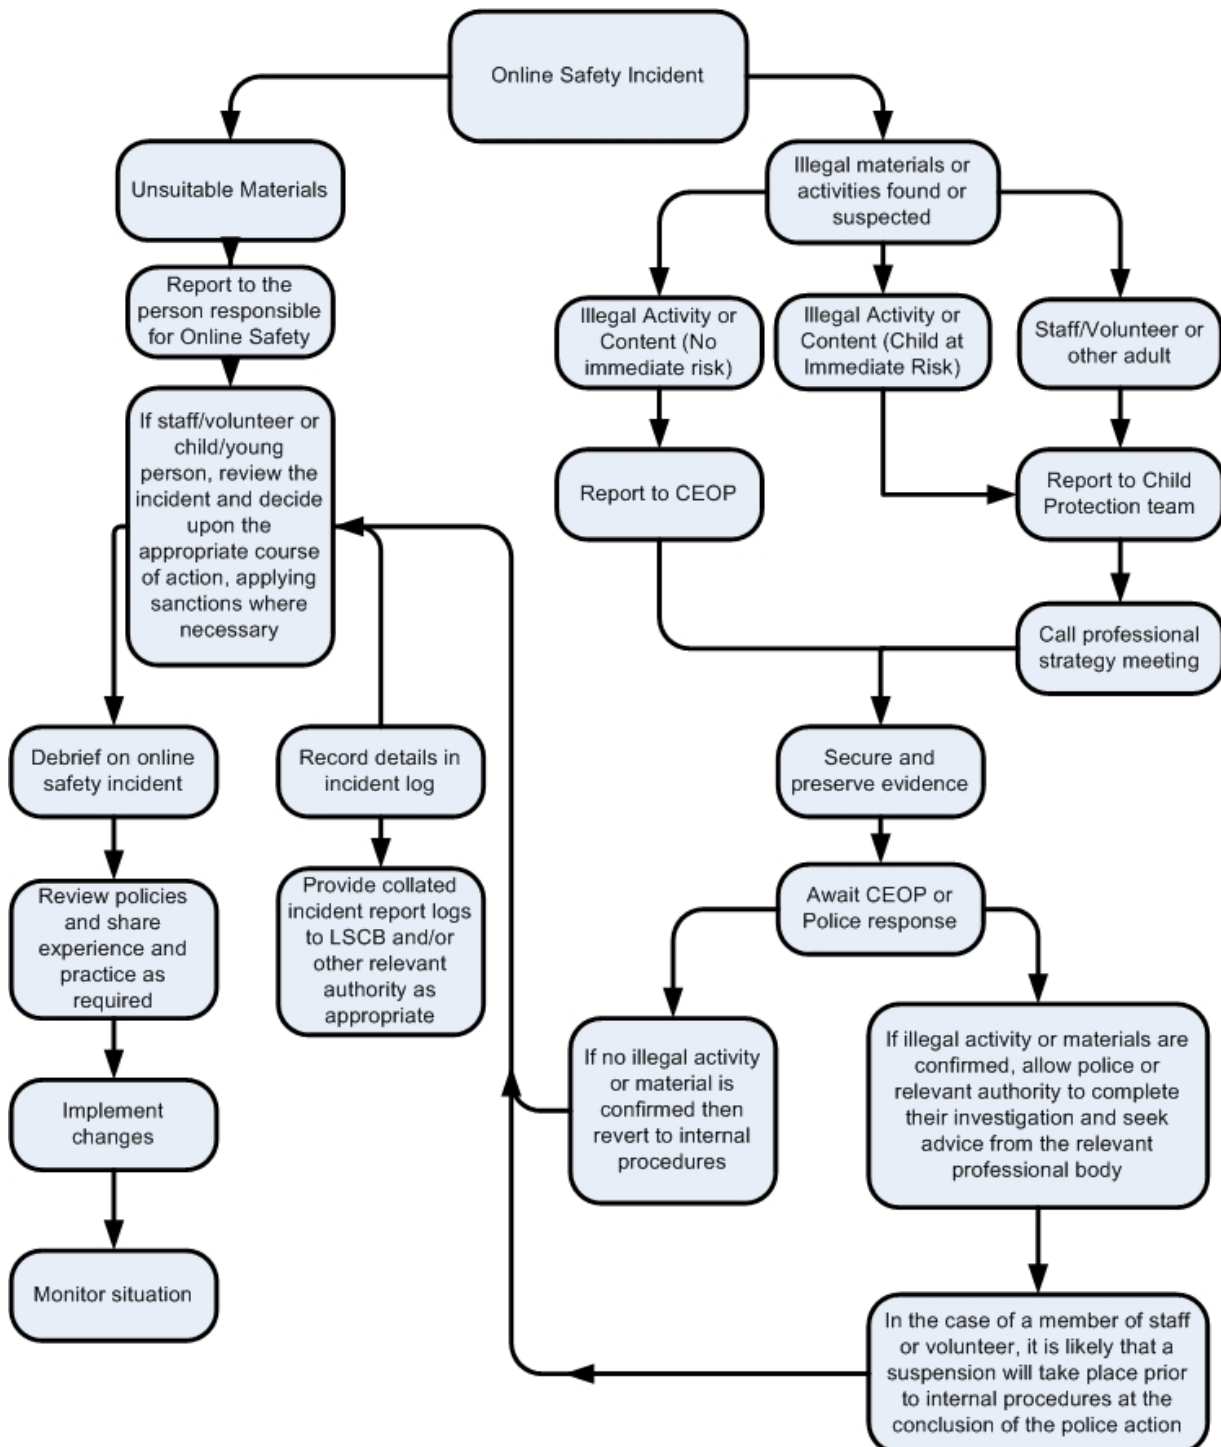 Online Safety Incident
Unsuitable Materials
Report to the
person responsible
for Online Safety
If staff/volunteer or
child/young
person, review the
incident and decide
upon the
appropriate course
of action, applying
sanctions where
necessary
Debrief on online
safety incident
Review policies
and share
experience and
practice as
required
Implement
changes
Monitor situation
Record details in
incident log
Provide collated
incident report logs
to LSCB and/or
other relevant
authority as
appropriate
Illegal materials or
activities found or
suspected
Illegal Activity or
Content (No
immediate risk)
Illegal Activity or
Content (Child at
Immediate Risk)
Staff/Volunteer or
other adult
Report to CEOP
Report to Child
Protection team
Call professional
strategy meeting
Secure and
preserve evidence
Await CEOP or
Police response
If no illegal activity
or material is
confirmed then
revert to internal
procedures
If illegal activity or materials are
confirmed, allow police or
relevant authority to complete
their investigation and seek
advice from the relevant
professional body
In the case of a member of staff
or volunteer, it is likely that a
suspension will take place prior
to internal procedures at the
conclusion of the police action